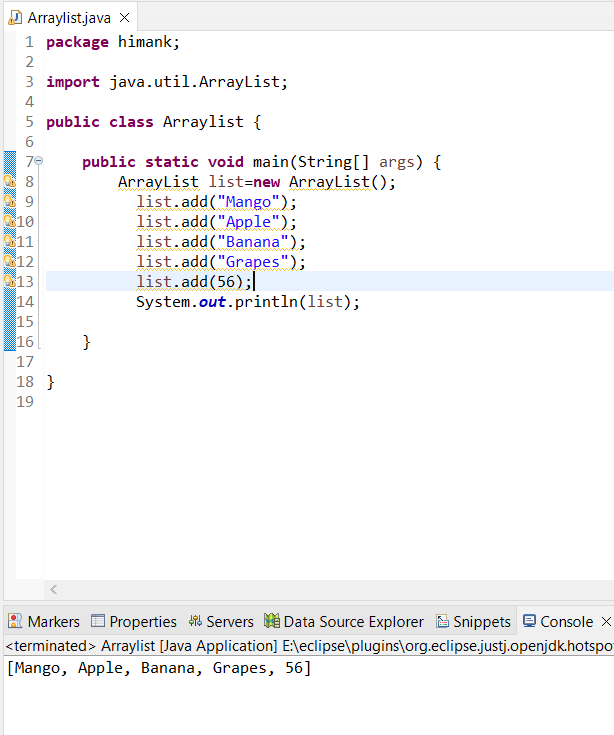 Arraylist.java ×
1 package himank;
2
3 import java.util.ArrayList;
4
5 public class Arraylist {
6
7 public static void main(String[] args) {
8 ArrayList list=new ArrayList();
9 list.add("Mango");
10 list.add("Apple");
11 list.add("Banana");
12 list.add("Grapes");
13 list.add(56);
14 System.out.println(list);
15
16 }
17
18 }
19
Markers Properties Servers Data Source Explorer Snippets Console ×
<terminated> Arraylist [Java Application] E:\eclipse\plugins\org.eclipse.justj.openjdk.hotspo
[Mango, Apple, Banana, Grapes, 56]